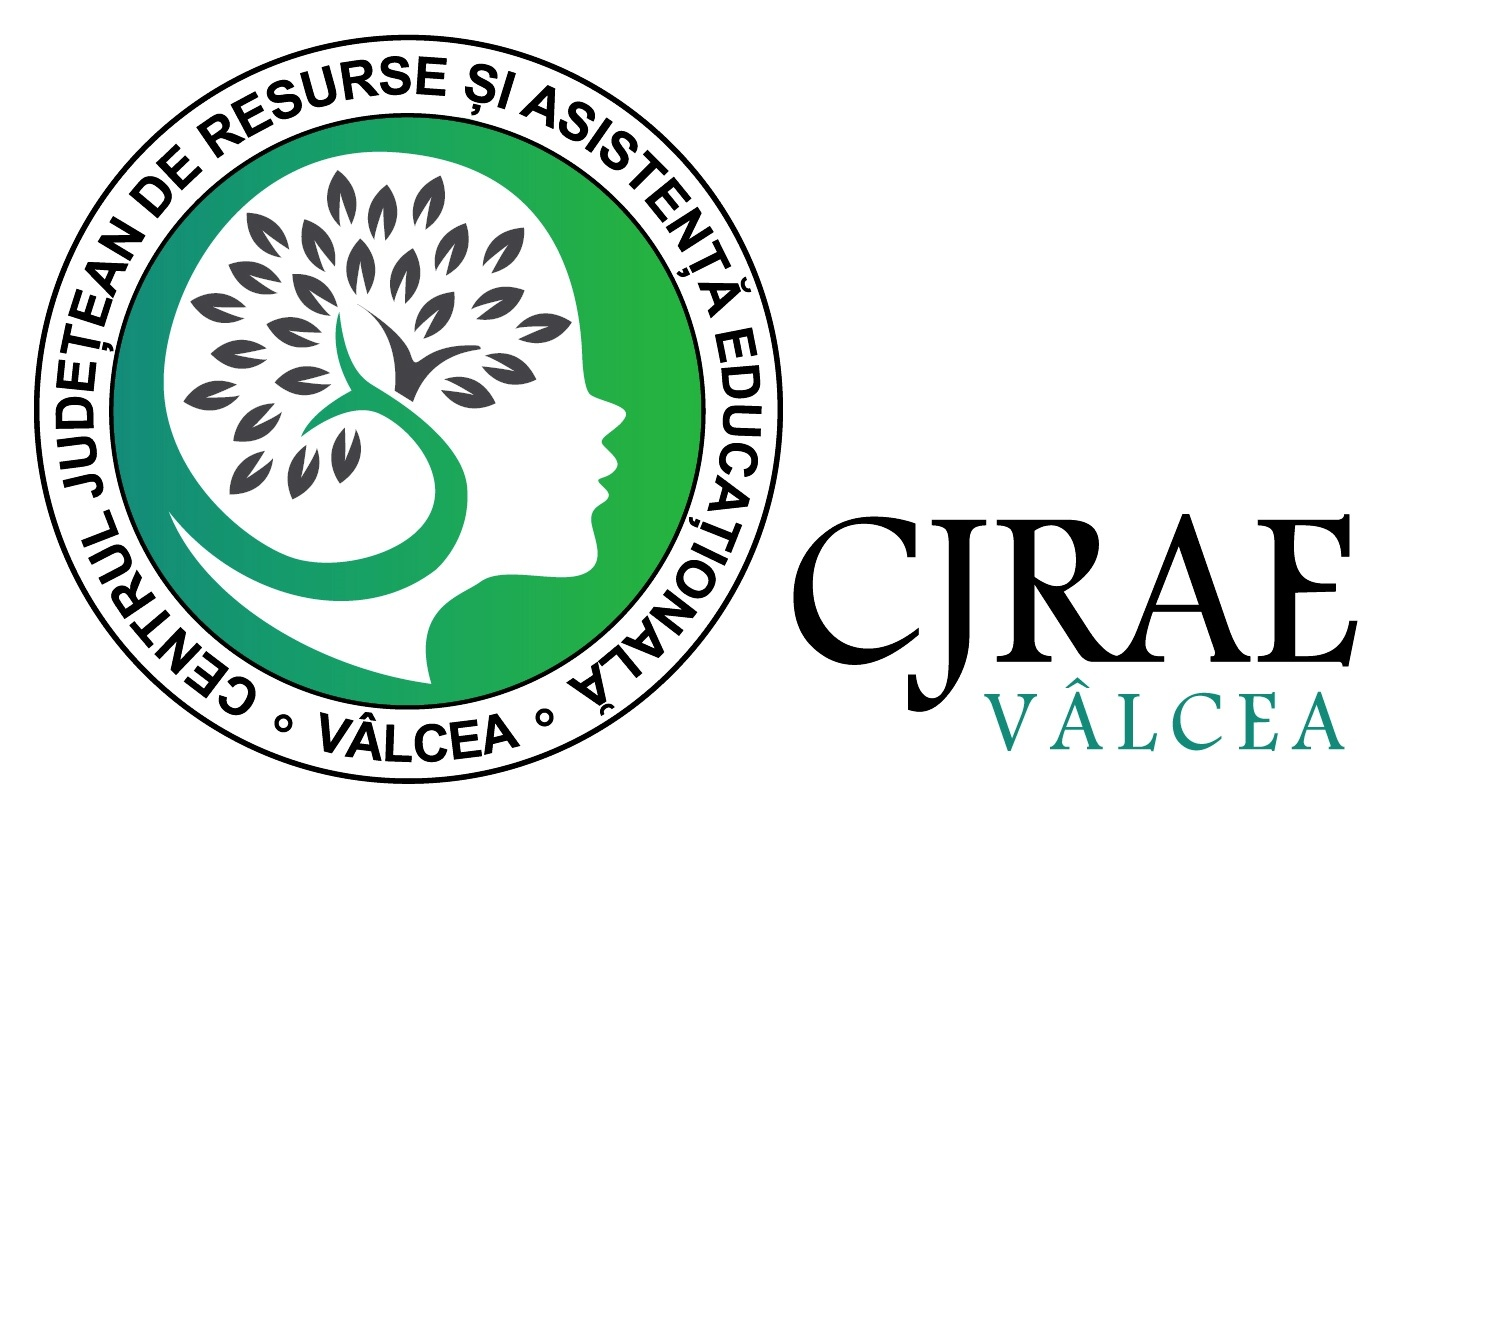 CENTRUL JUDEȚEAN DE RESURSE ȘI ASISTENȚĂ EDUCAȚIONALĂ
VÂLCEA
CJRAE
VÂLCEA